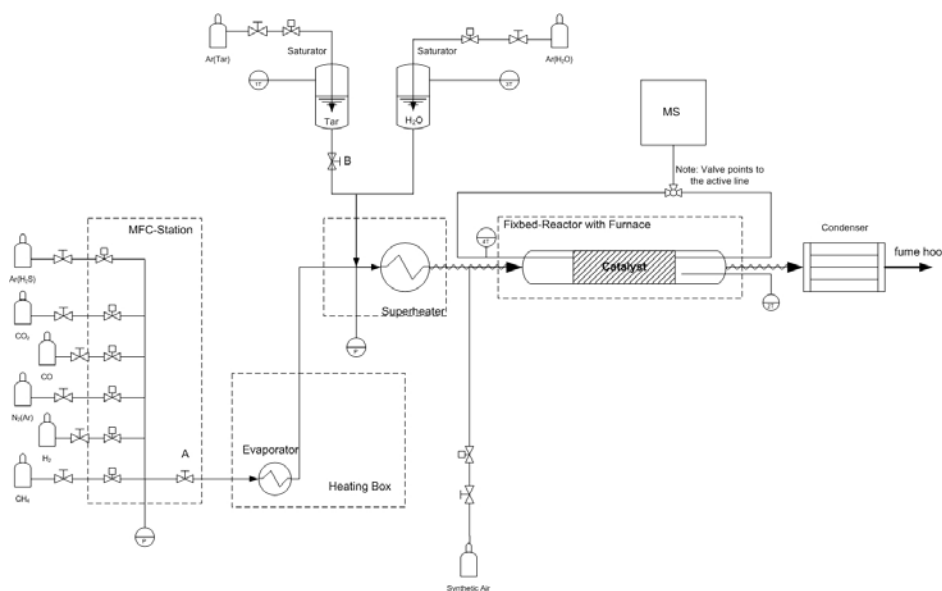 Ar(Tar)
Saturator
Saturator
Ar(H₂O)
Tar
H₂O
B
MS
Note: Valve points to
the active line
MFC-Station
Fixbed-Reactor with Furnace
Condenser
fume hoo
Catalyst
Superheater
Ar(H₂S)
CO₂
CO
P
N₂(Ar)
H₂
Evaporator
A
Heating Box
CH₄
P
Synthetic Air